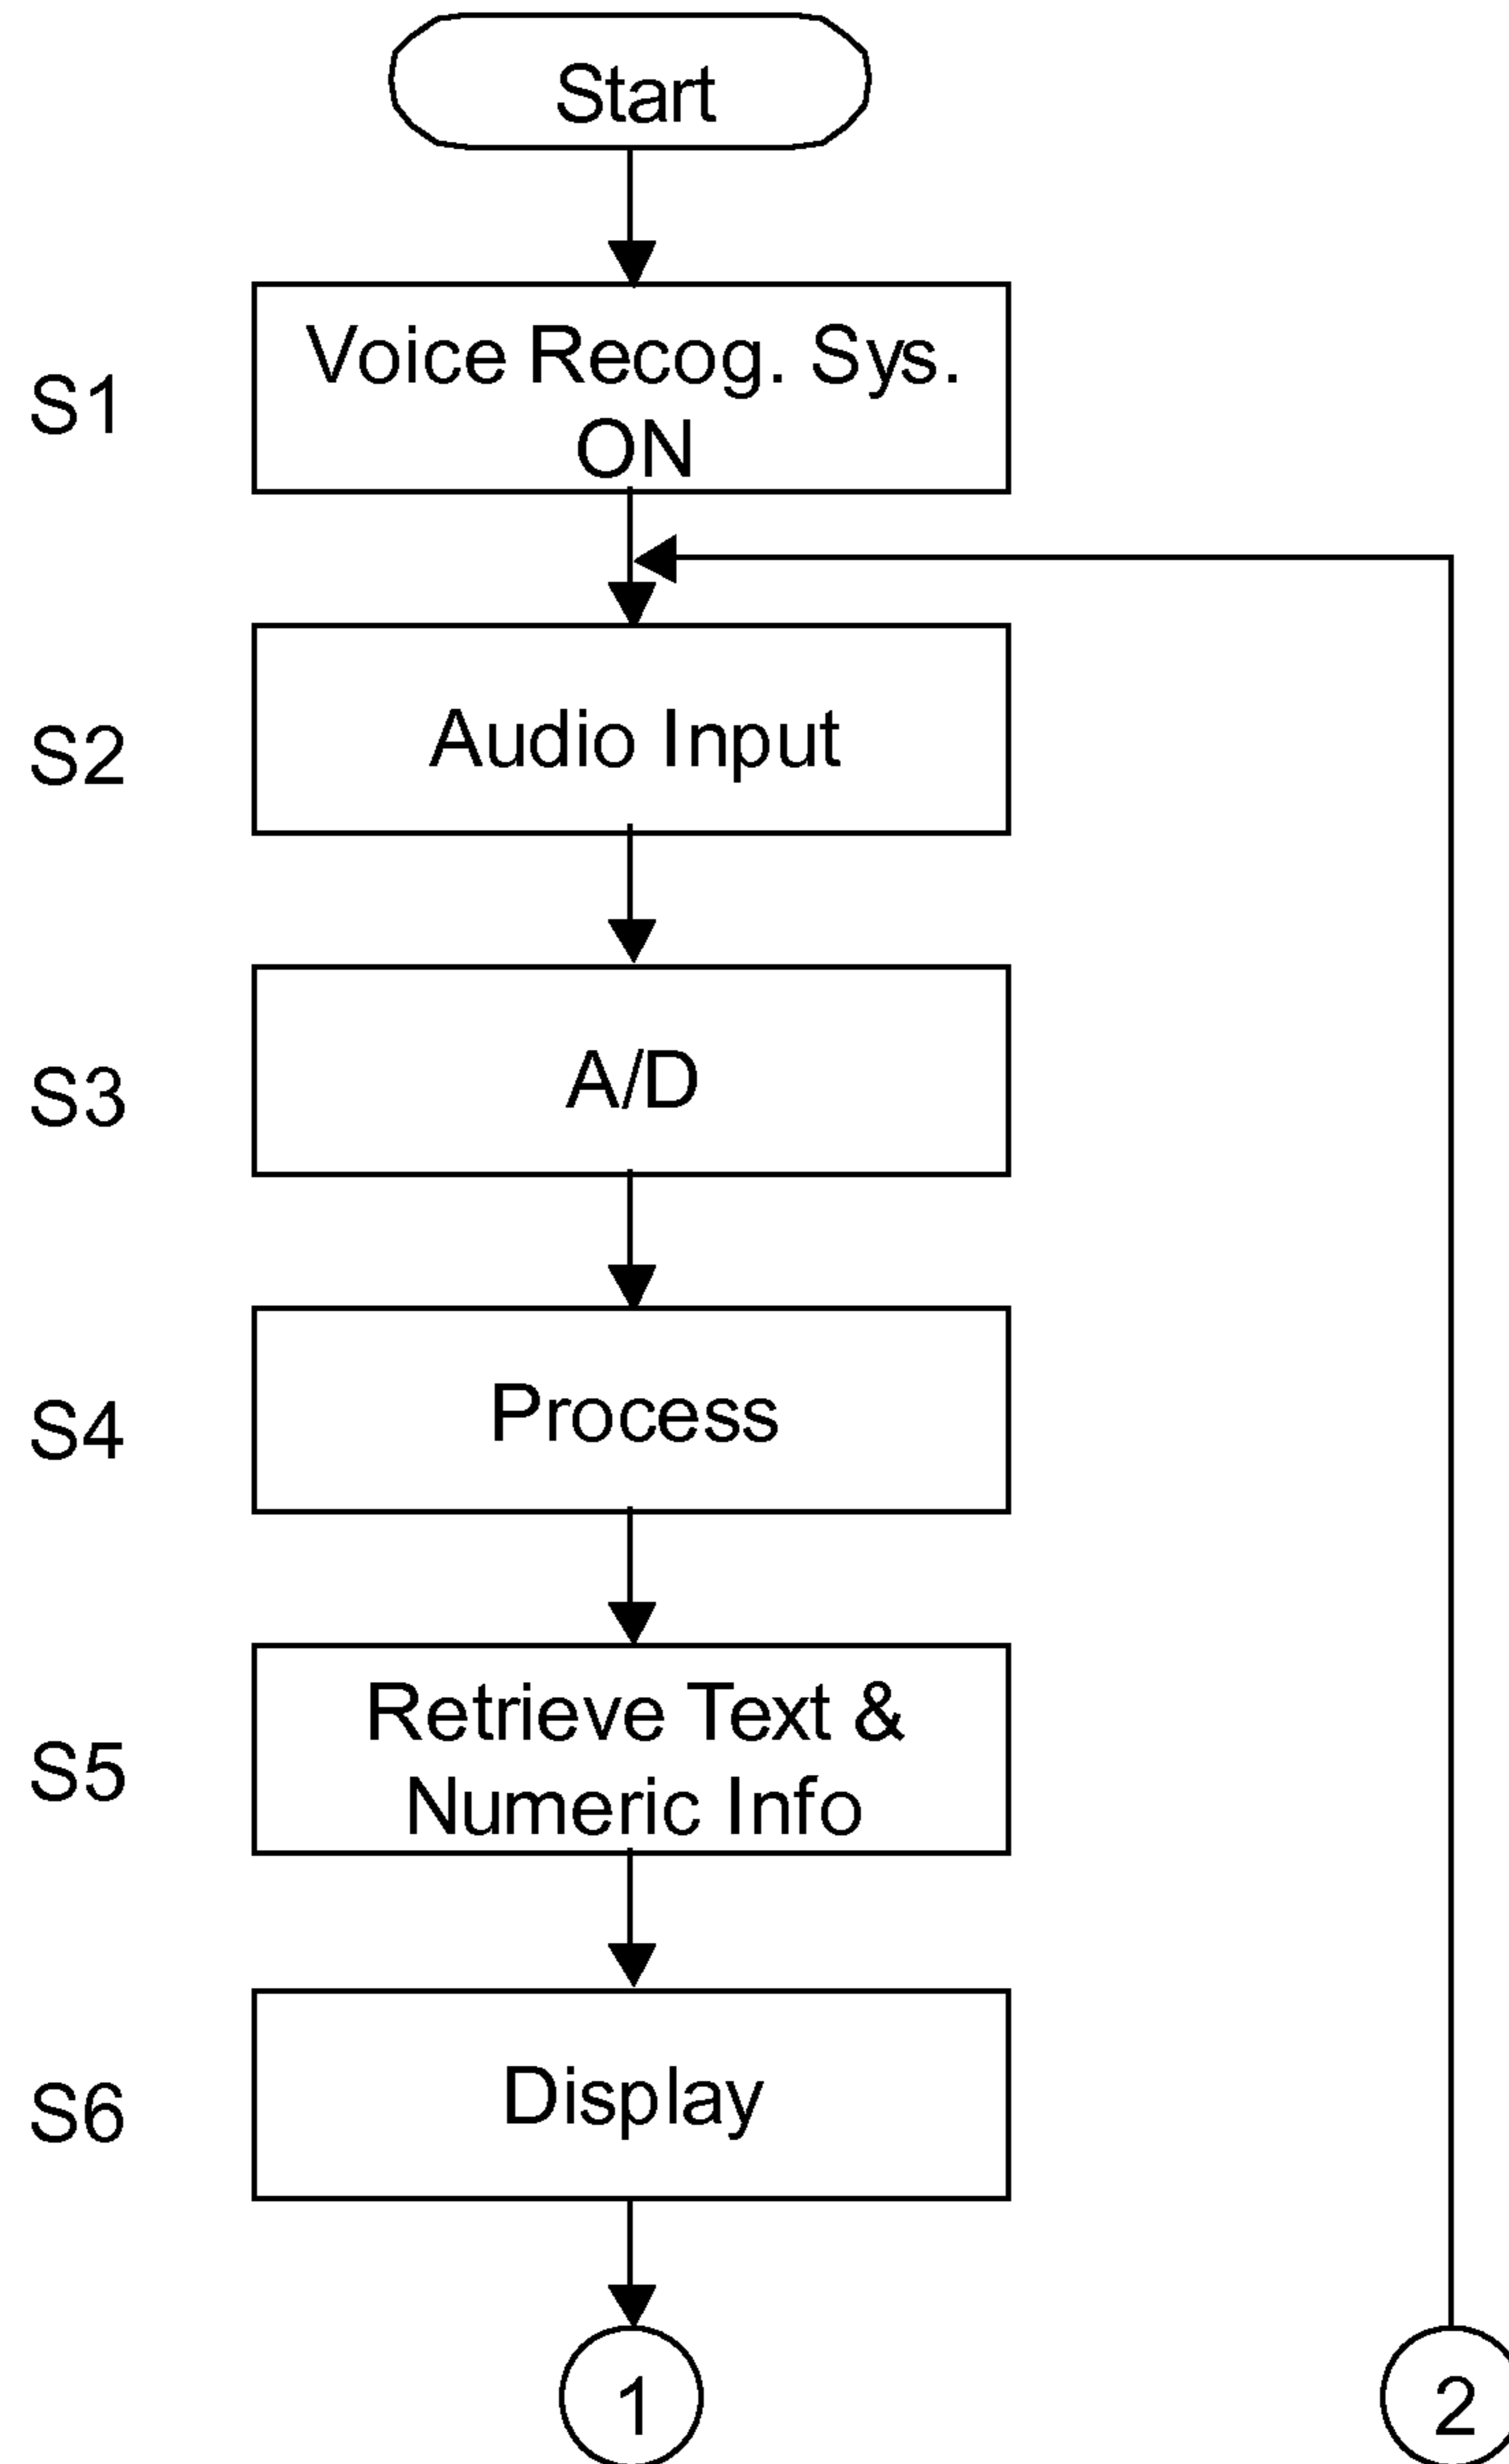 Start
S1
Voice Recog. Sys.
ON
S2
Audio Input
S3
A/D
S4
Process
S5
Retrieve Text &
Numeric Info
S6
Display
1
2